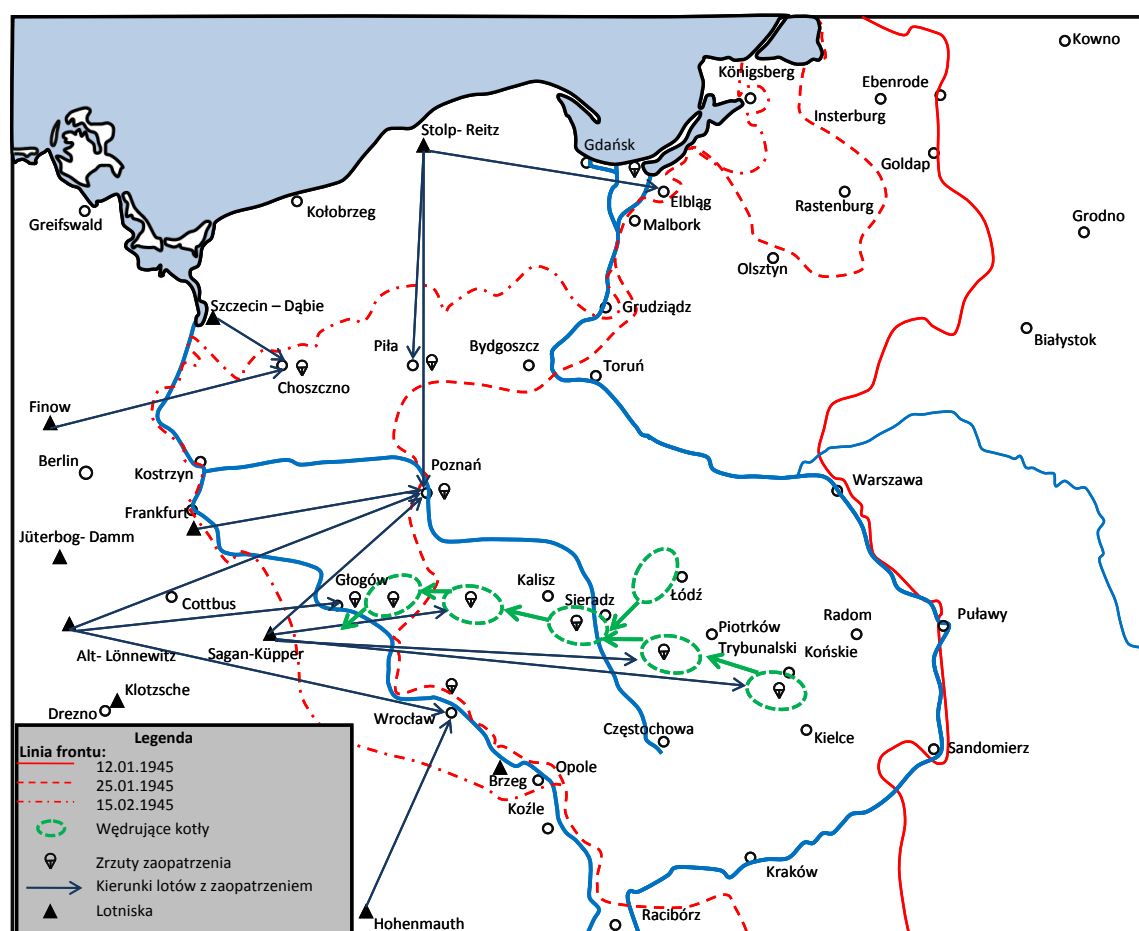 Kowno
Königsberg
Ebenrode
Insterburg
Stolp- Reitz
Gdańsk
Goldap
Elbląg
Rastenburg
Kołobrzeg
Greifswald
Malbork
Grodno
Olsztyn
Szczecin – Dąbie
Grudziądz
Białystok
Piła
Bydgoszcz
Toruń
Choszczno
Finow
Berlin
Kostrzyn
Poznań
Warszawa
Frankfurt
Jüterbog- Damm
Głogów
Kalisz
Sieradz
Łódź
Cottbus
Puławy
Radom
Piotrków
Trybunalski
Końskie
Alt- Lönnewitz
Sagan-Küpper
Klotzsche
Drezno
Wrocław
Częstochowa
Kielce
Sandomierz
Opole
Brzeg
Koźle
Kraków
Racibórz
Hohenmauth
Legenda
Linia frontu:
12.01.1945
25.01.1945
15.02.1945
Wędrujące kotły
Zrzuty zaopatrzenia
Kierunki lotów z zaopatrzeniem
Lotniska